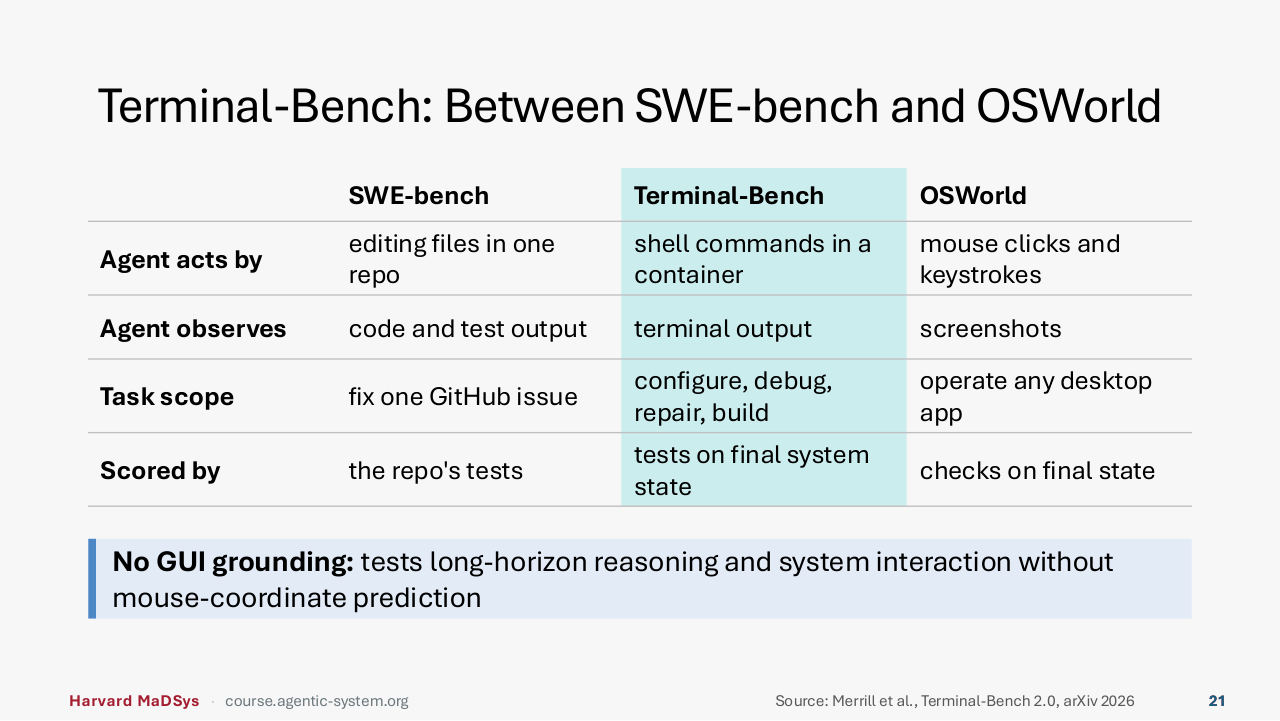 Terminal-Bench: Between SWE-bench and OSWorld
SWE-bench
Terminal-Bench
OSWorld
Agent acts by
editing files in one
repo
shell commands in a
container
mouse clicks and
keystrokes
Agent observes
code and test output
terminal output
screenshots
Task scope
fix one GitHub issue
configure, debug,
repair, build
operate any desktop
app
Scored by
the repo's tests
tests on final system
state
checks on final state
No GUI grounding: tests long-horizon reasoning and system interaction without
mouse-coordinate prediction
Harvard MaDSys · course.agentic-system.org
Source: Merrill et al., Terminal-Bench 2.0, arXiv 2026
21